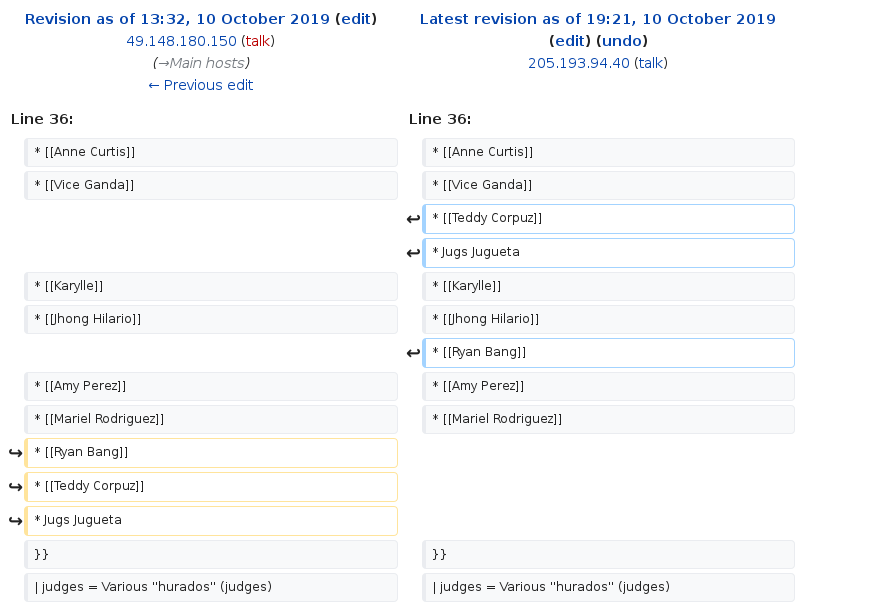 Revision as of 13:32, 10 October 2019 (edit)
49.148.180.150 (talk)
(→Main hosts)
← Previous edit
Latest revision as of 19:21, 10 October 2019
(edit) (undo)
205.193.94.40 (talk)
Line 36:
* [[Anne Curtis]]
* [[Vice Ganda]]
* [[Karylle]]
* [[Jhong Hilario]]
* [[Amy Perez]]
* [[Mariel Rodriguez]]
↪ * [[Ryan Bang]]
↪ * [[Teddy Corpuz]]
↪ * Jugs Jugueta
}}
| judges = Various "hurados" (judges)
Line 36:
* [[Anne Curtis]]
* [[Vice Ganda]]
↩ * [[Teddy Corpuz]]
↩ * Jugs Jugueta
* [[Karylle]]
* [[Jhong Hilario]]
↩ * [[Ryan Bang]]
* [[Amy Perez]]
* [[Mariel Rodriguez]]
}}
| judges = Various "hurados" (judges)